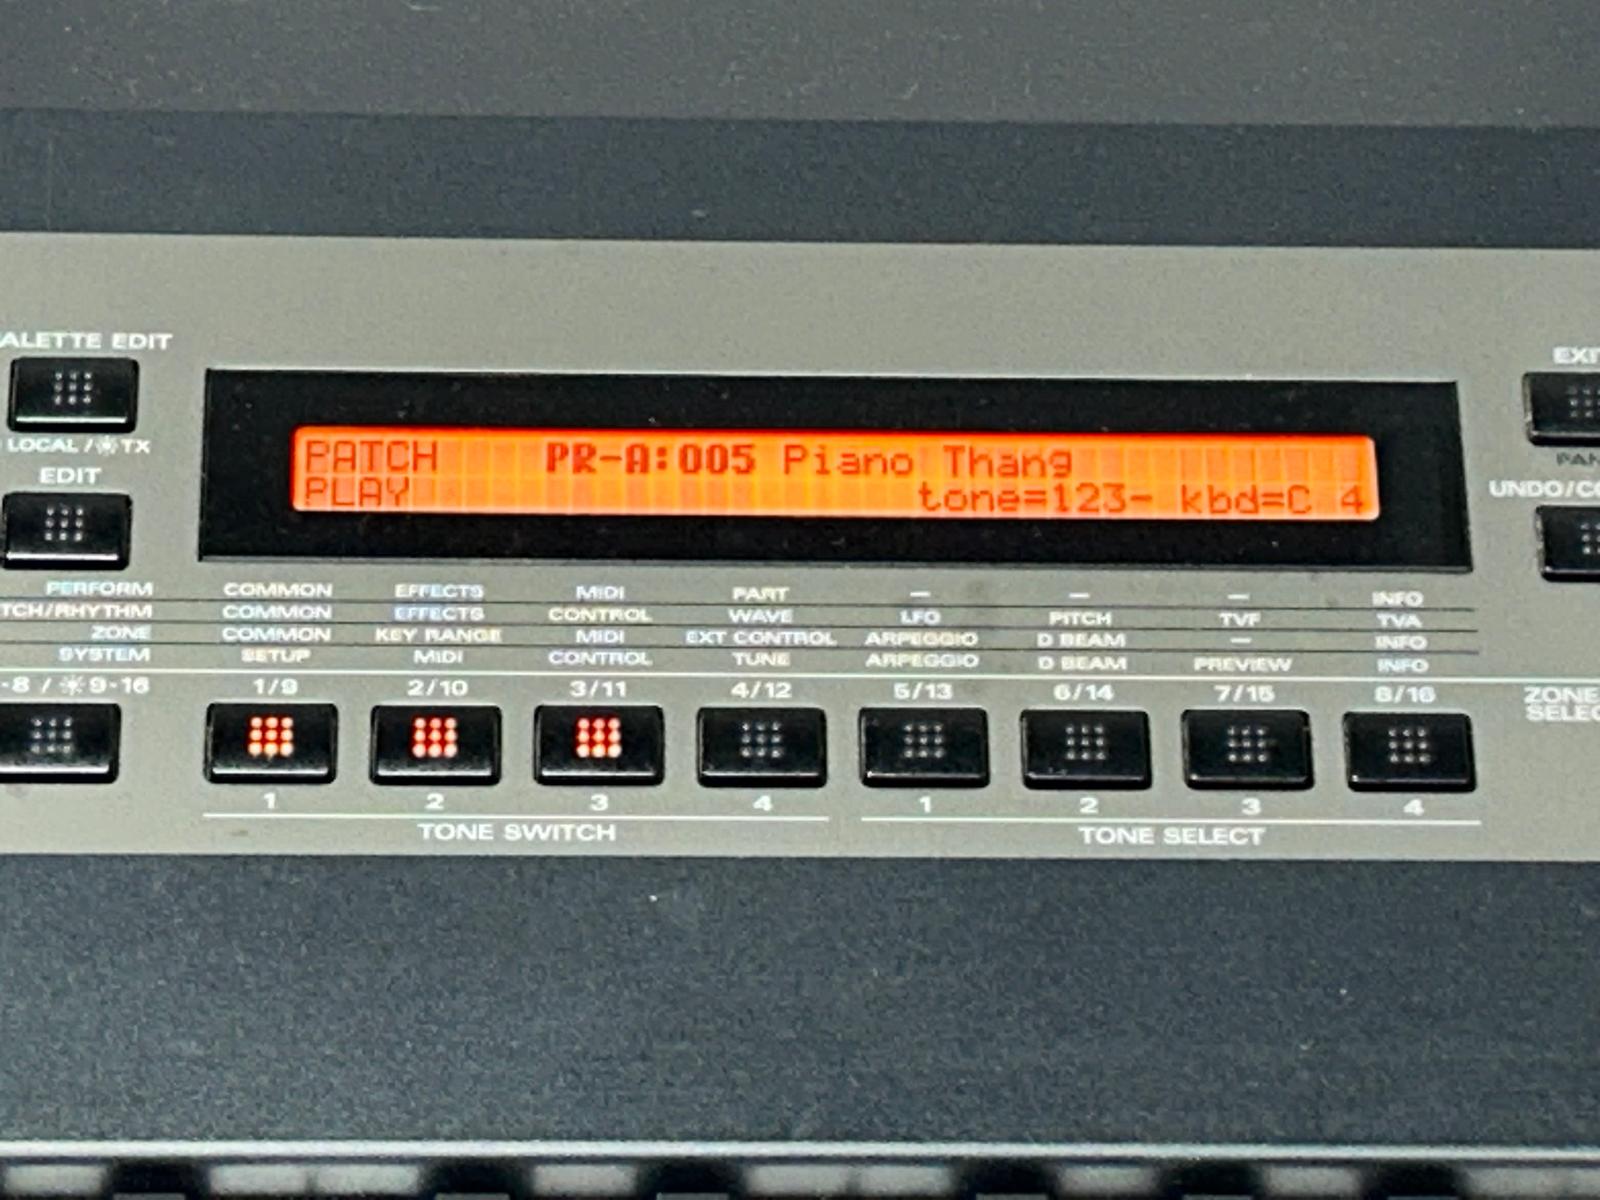 ALETTE EDIT
LOCAL /☀TX
EDIT
EXIT
PAN
UNDO/CO
PATCH PR-A:005 Piano Thang
PLAY tone=123- kbd=C 4
PERFORM COMMON EFFECTS MIDI PART — — — INFO
TCH/RHYTHM COMMON EFFECTS CONTROL WAVE LFO PITCH TVF TVA
ZONE COMMON KEY RANGE MIDI EXT CONTROL ARPEGGIO D BEAM — INFO
SYSTEM SETUP MIDI CONTROL TUNE ARPEGGIO D BEAM PREVIEW INFO
-8 / ☀9-16 1/9 2/10 3/11 4/12 5/13 6/14 7/15 8/16 ZONE
SELEC
1 2 3 4 1 2 3 4
TONE SWITCH TONE SELECT